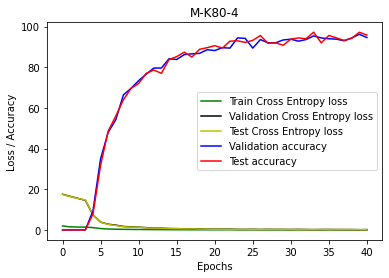 M-K80-4
Loss / Accuracy
100
80
60
40
20
0
Train Cross Entropy loss
Validation Cross Entropy loss
Test Cross Entropy loss
Validation accuracy
Test accuracy
0 5 10 15 20 25 30 35 40
Epochs